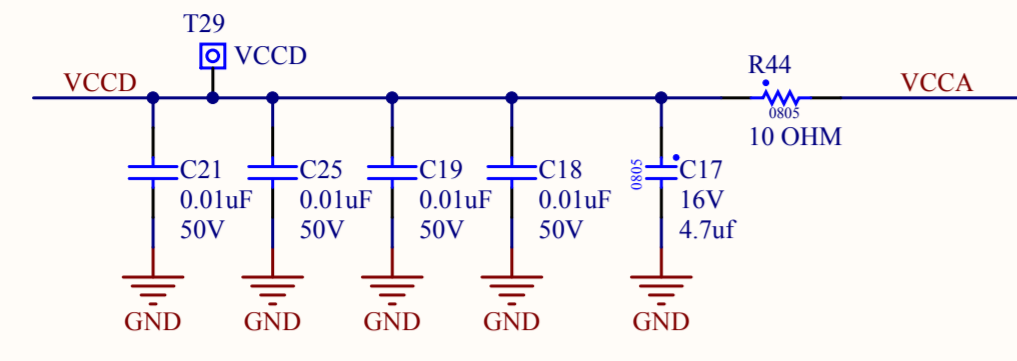 T29
VCCD
VCCD
R44
0805
10 OHM
VCCA
C21
0.01uF
50V
C25
0.01uF
50V
C19
0.01uF
50V
C18
0.01uF
50V
0805
C17
16V
4.7uf
GND
GND
GND
GND
GND